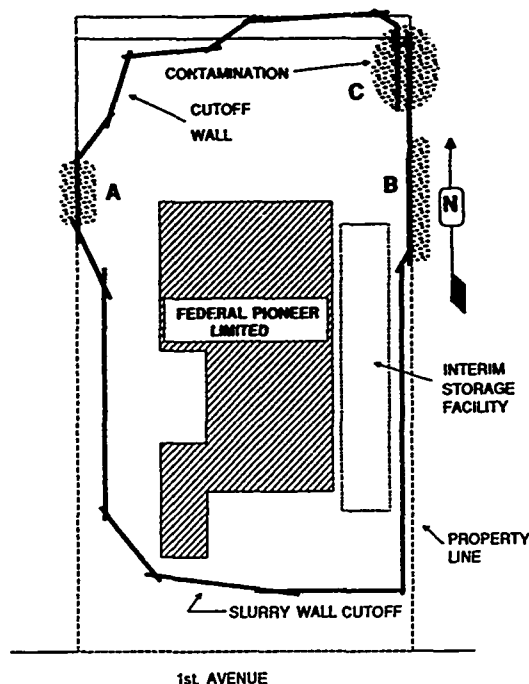 CONTAMINATION
C
CUTOFF
WALL
A
B
N
FEDERAL PIONEER
LIMITED
INTERIM
STORAGE
FACILITY
PROPERTY
LINE
SLURRY WALL CUTOFF
1st. AVENUE